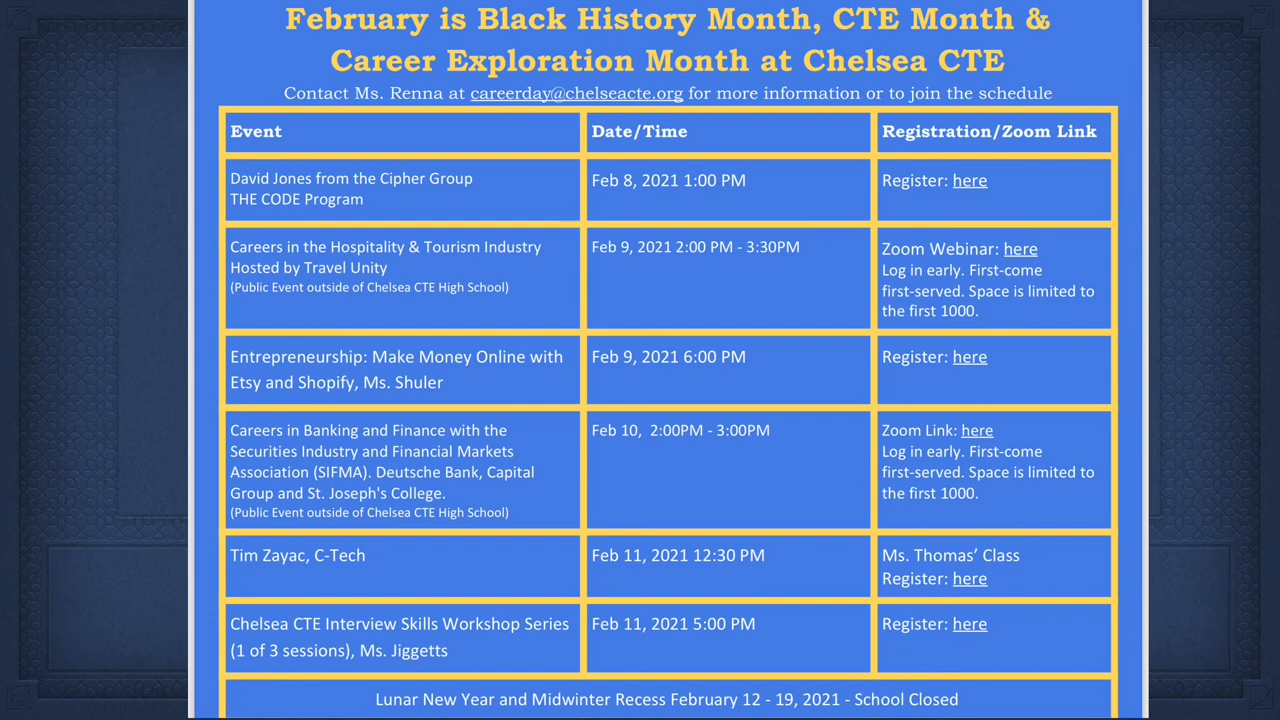 February is Black History Month, CTE Month &
Career Exploration Month at Chelsea CTE
Contact Ms. Renna at careerday@chelseacte.org for more information or to join the schedule
Event
Date/Time
Registration/Zoom Link
David Jones from the Cipher Group
THE CODE Program
Feb 8, 2021 1:00 PM
Register: here
Careers in the Hospitality & Tourism Industry
Hosted by Travel Unity
(Public Event outside of Chelsea CTE High School)
Feb 9, 2021 2:00 PM - 3:30PM
Zoom Webinar: here
Log in early. First-come
first-served. Space is limited to
the first 1000.
Entrepreneurship: Make Money Online with
Etsy and Shopify, Ms. Shuler
Feb 9, 2021 6:00 PM
Register: here
Careers in Banking and Finance with the
Securities Industry and Financial Markets
Association (SIFMA). Deutsche Bank, Capital
Group and St. Joseph's College.
(Public Event outside of Chelsea CTE High School)
Feb 10,  2:00PM - 3:00PM
Zoom Link: here
Log in early. First-come
first-served. Space is limited to
the first 1000.
Tim Zayac, C-Tech
Feb 11, 2021 12:30 PM
Ms. Thomas’ Class
Register: here
Chelsea CTE Interview Skills Workshop Series
(1 of 3 sessions), Ms. Jiggetts
Feb 11, 2021 5:00 PM
Register: here
Lunar New Year and Midwinter Recess February 12 - 19, 2021 - School Closed